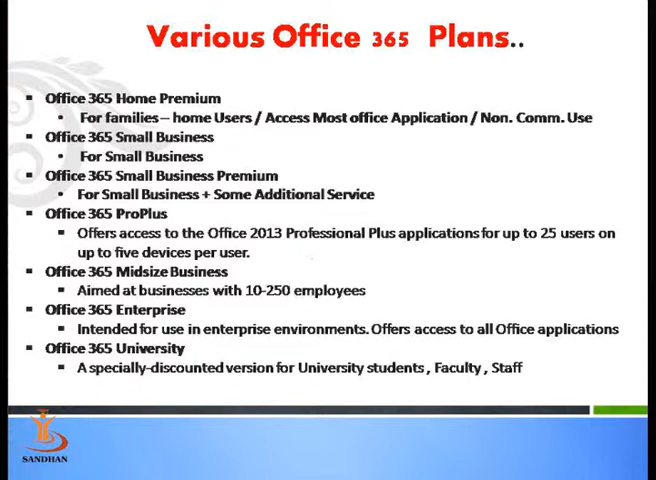 Various Office 365 Plans..
Office 365 Home Premium
For families – home Users / Access Most office Application / Non. Comm. Use
Office 365 Small Business
For Small Business
Office 365 Small Business Premium
For Small Business + Some Additional Service
Office 365 ProPlus
Offers access to the Office 2013 Professional Plus applications for up to 25 users on
up to five devices per user.
Office 365 Midsize Business
Aimed at businesses with 10-250 employees
Office 365 Enterprise
Intended for use in enterprise environments. Offers access to all Office applications
Office 365 University
A specially-discounted version for University students , Faculty , Staff
SANDHAN